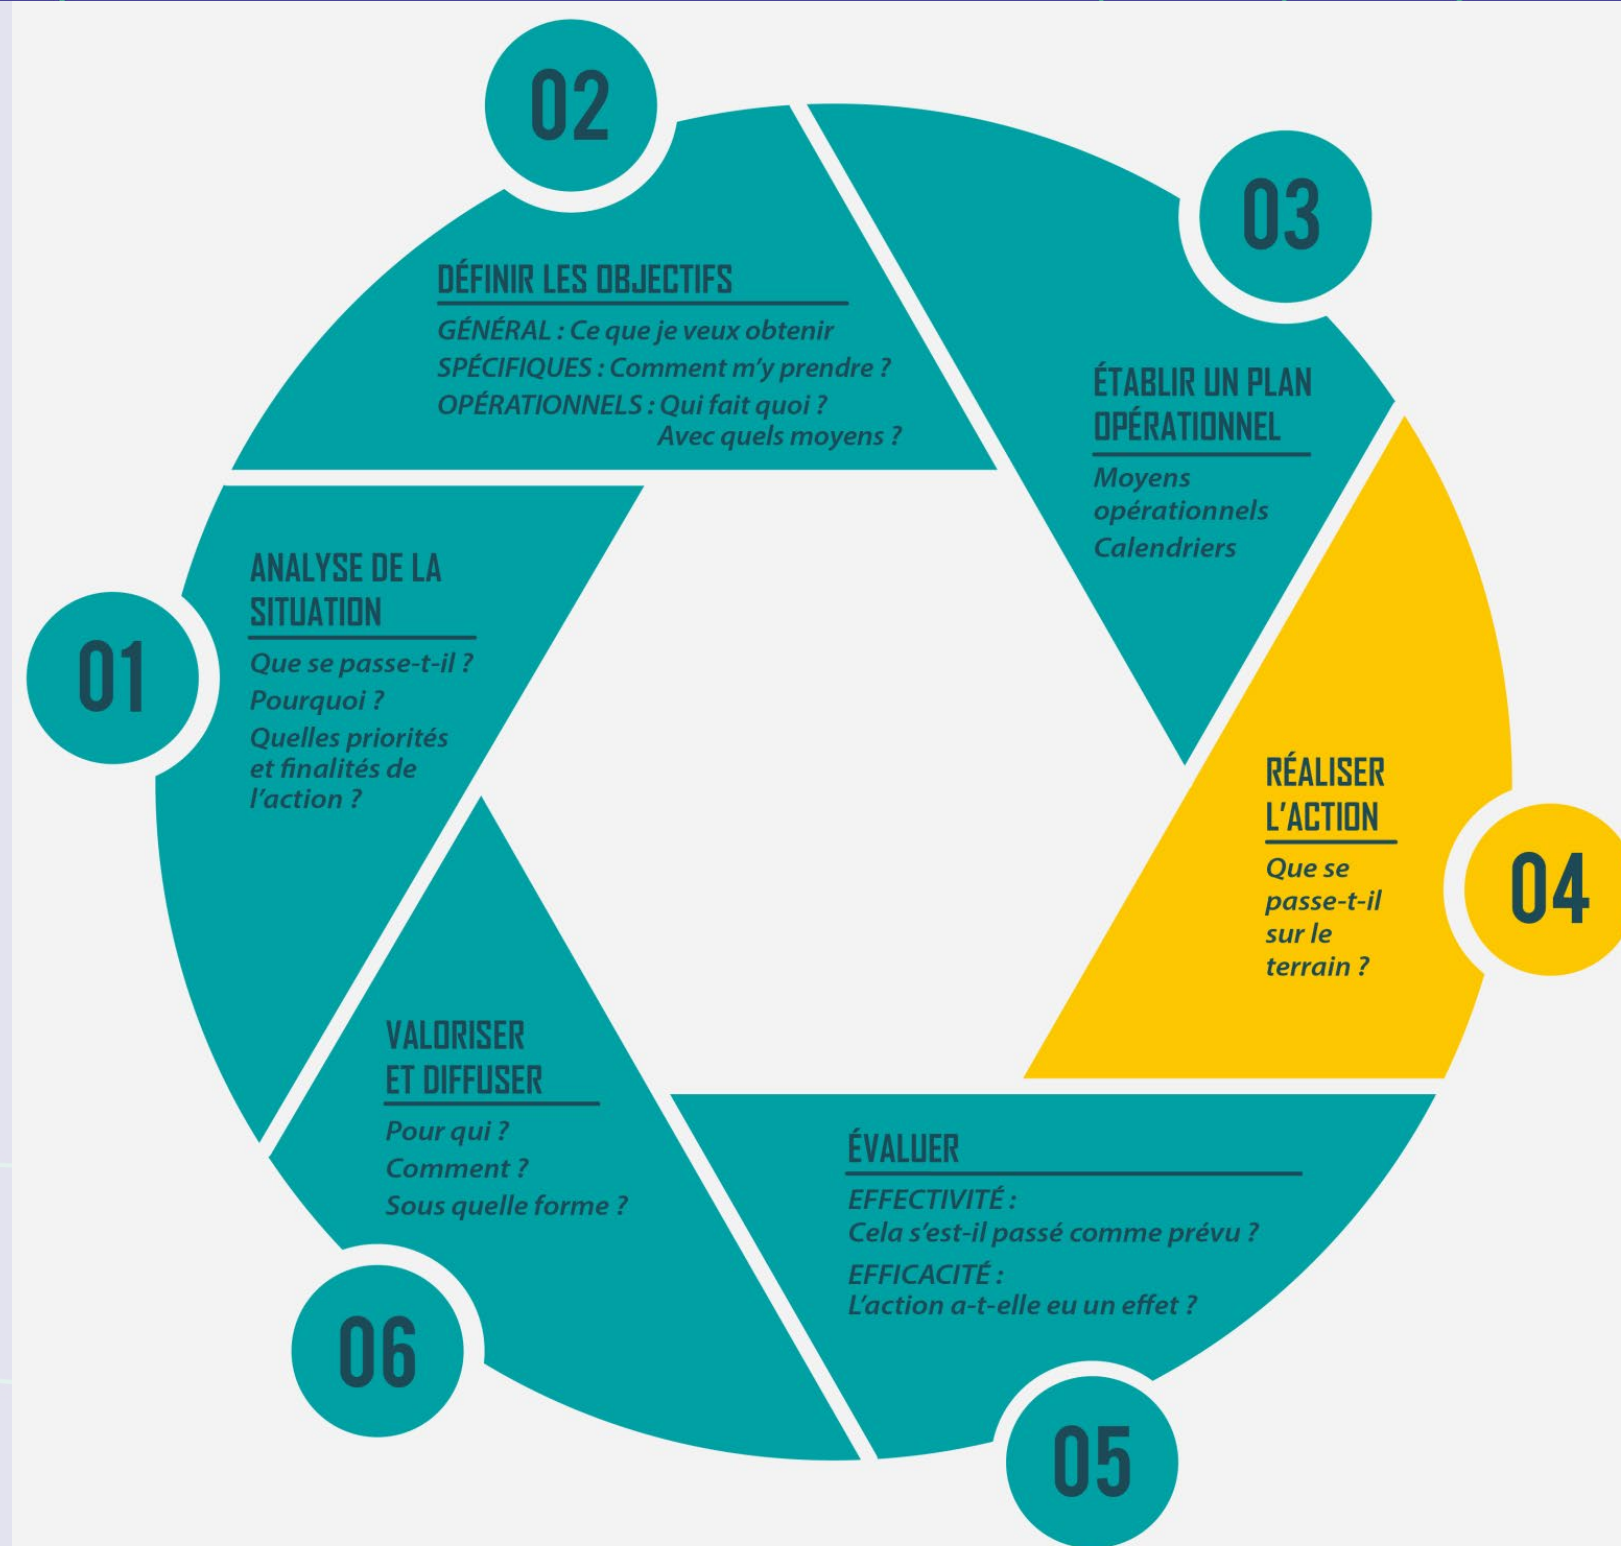 01
ANALYSE DE LA
SITUATION
Que se passe-t-il ?
Pourquoi ?
Quelles priorités
et finalités de
l'action ?
02
DÉFINIR LES OBJECTIFS
GÉNÉRAL : Ce que je veux obtenir
SPÉCIFIQUES : Comment m'y prendre ?
OPÉRATIONNELS : Qui fait quoi ?
Avec quels moyens ?
03
ÉTABLIR UN PLAN
OPÉRATIONNEL
Moyens
opérationnels
Calendriers
04
RÉALISER
L'ACTION
Que se
passe-t-il
sur le
terrain ?
05
ÉVALUER
EFFECTIVITÉ :
Cela s'est-il passé comme prévu ?
EFFICACITÉ :
L'action a-t-elle eu un effet ?
06
VALORISER
ET DIFFUSER
Pour qui ?
Comment ?
Sous quelle forme ?